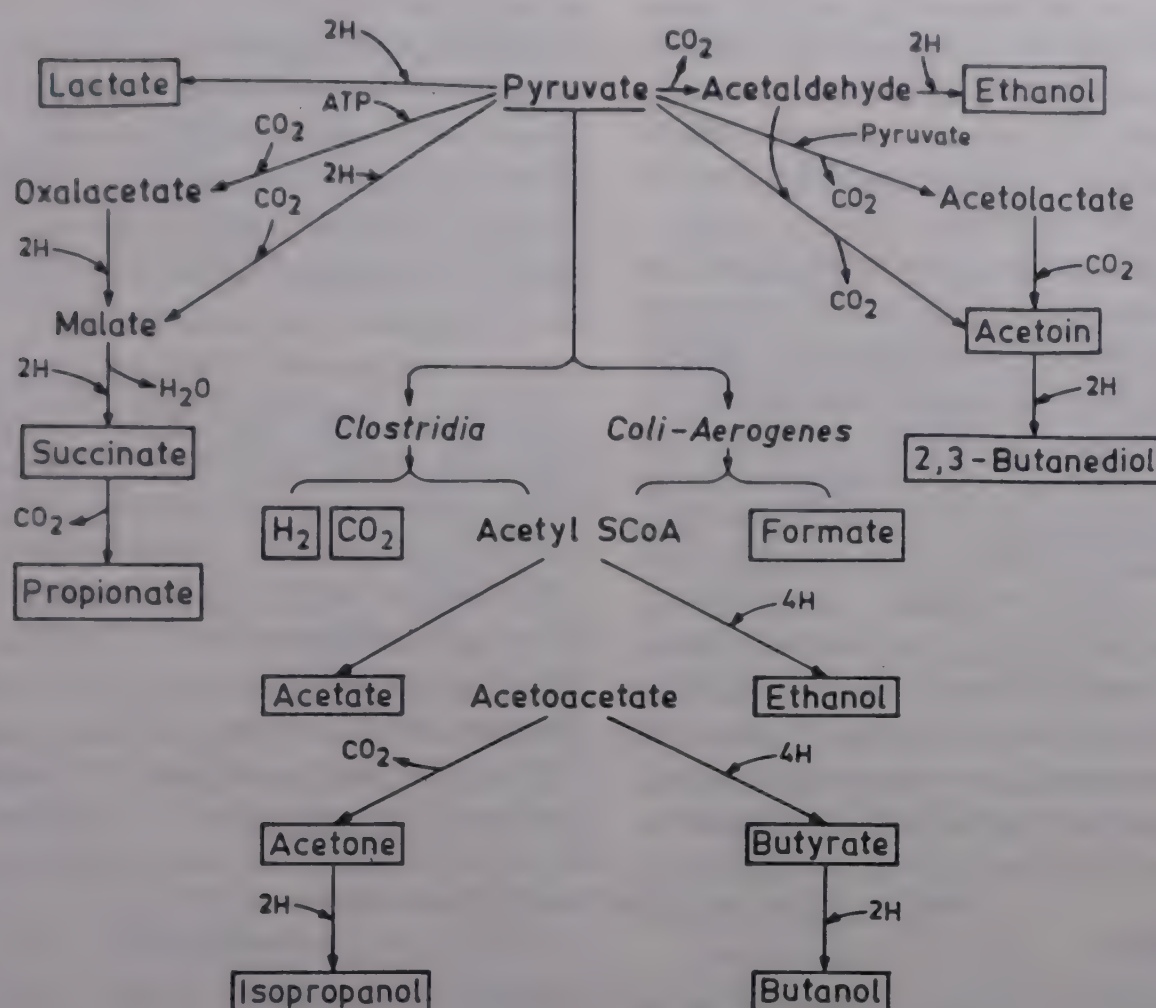 2H
CO2
2H
Lactate
Pyruvate
Acetaldehyde
Ethanol
ATP
CO2
Pyruvate
2H
Oxalacetate
CO2
CO2
Acetolactate
2H
CO2
CO2
Malate
Acetoin
2H
H2O
2H
Clostridia
Coli-Aerogenes
Succinate
2,3-Butanediol
CO2
H2
CO2
Acetyl SCoA
Formate
Propionate
4H
Acetate
Acetoacetate
Ethanol
CO2
4H
Acetone
Butyrate
2H
2H
Isopropanol
Butanol